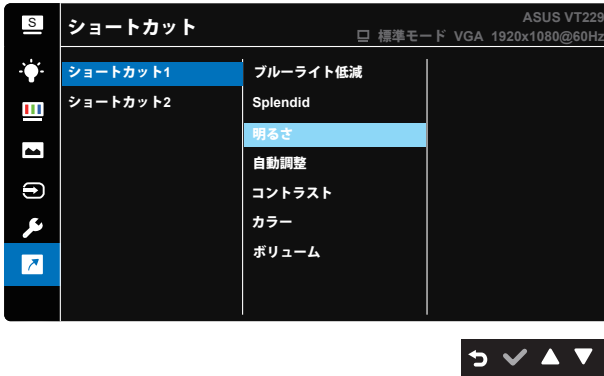 S
ショートカット
ASUS VT229
標準モード VGA 1920x1080@60Hz
ショートカット1
ショートカット2
ブルーライト低減
Splendid
明るさ
自動調整
コントラスト
カラー
ボリューム